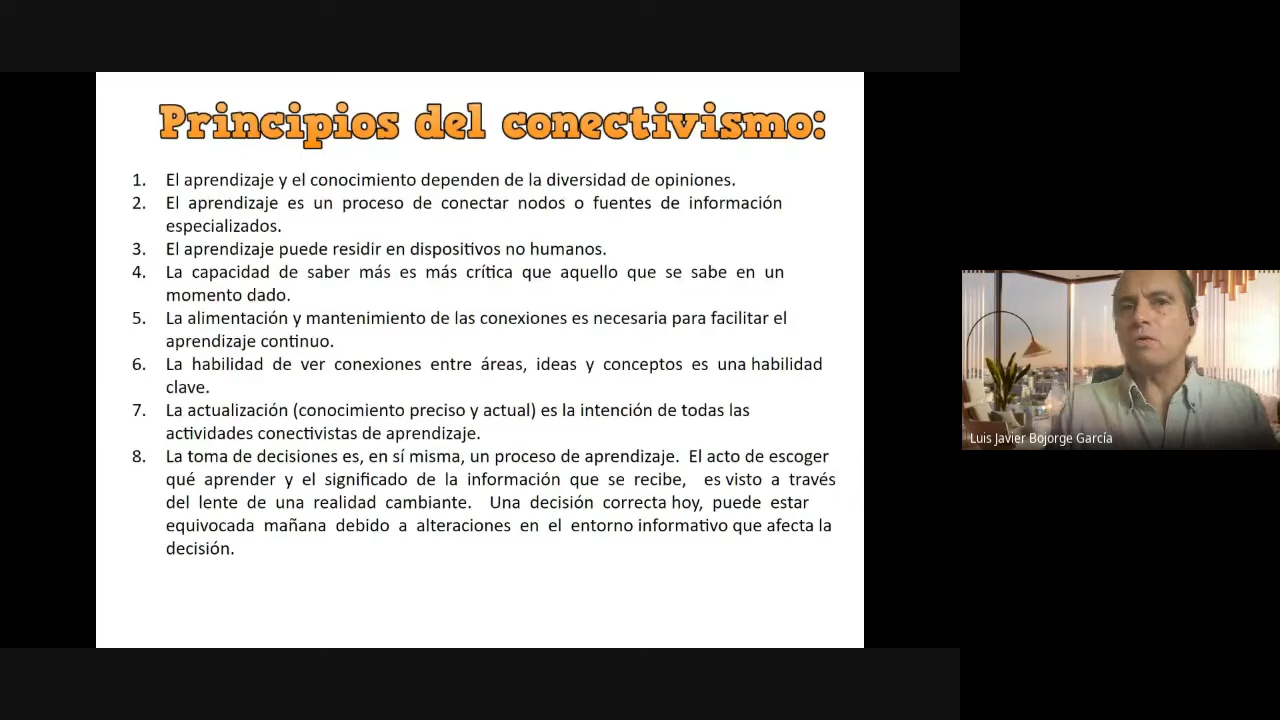 Principios del conectivismo:
1. El aprendizaje y el conocimiento dependen de la diversidad de opiniones.
2. El aprendizaje es un proceso de conectar nodos o fuentes de información
especializados.
3. El aprendizaje puede residir en dispositivos no humanos.
4. La capacidad de saber más es más crítica que aquello que se sabe en un
momento dado.
5. La alimentación y mantenimiento de las conexiones es necesaria para facilitar el
aprendizaje continuo.
6. La habilidad de ver conexiones entre áreas, ideas y conceptos es una habilidad
clave.
7. La actualización (conocimiento preciso y actual) es la intención de todas las
actividades conectivistas de aprendizaje.
8. La toma de decisiones es, en sí misma, un proceso de aprendizaje. El acto de escoger
qué aprender y el significado de la información que se recibe, es visto a través
del lente de una realidad cambiante. Una decisión correcta hoy, puede estar
equivocada mañana debido a alteraciones en el entorno informativo que afecta la
decisión.
Luis Javier Bojorge García